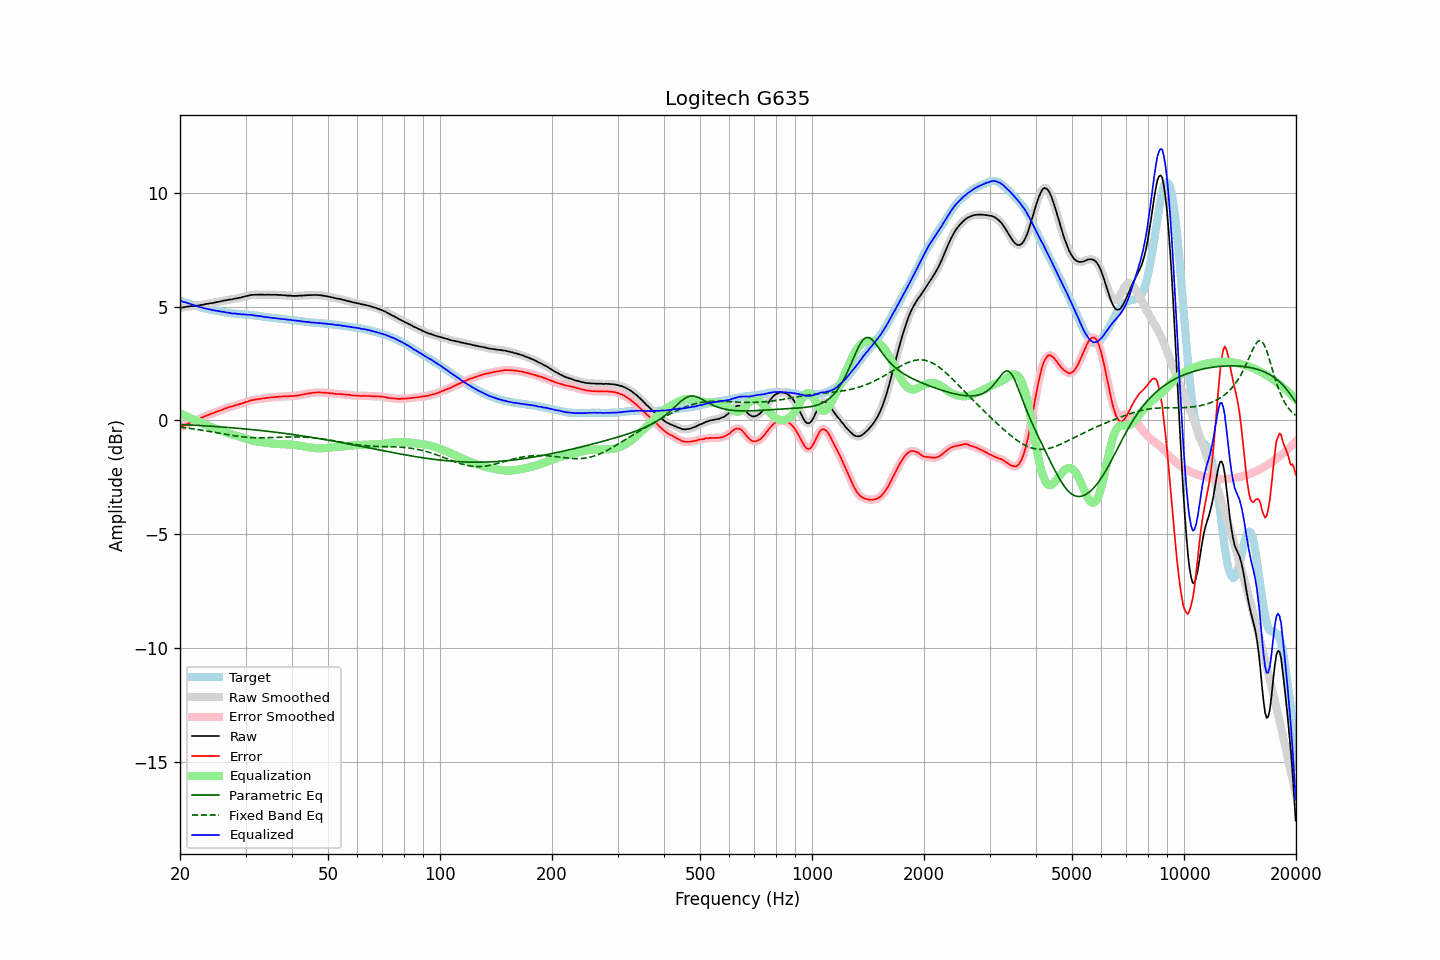 Logitech G635
Amplitude (dBr)
10
5
0
−5
−10
−15
Target
Raw Smoothed
Error Smoothed
Raw
Error
Equalization
Parametric Eq
Fixed Band Eq
Equalized
20 50 100 200 500 1000 2000 5000 10000 20000
Frequency (Hz)